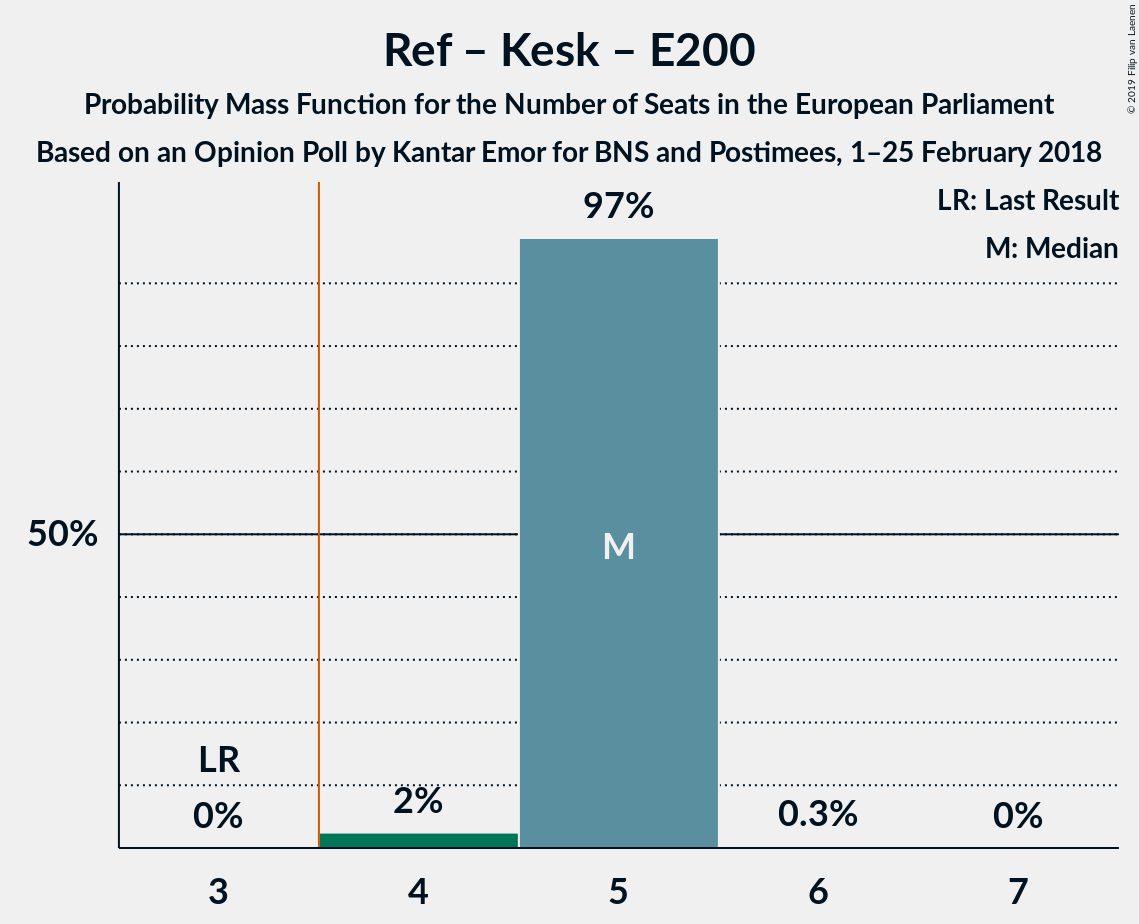 Ref – Kesk – E200
Probability Mass Function for the Number of Seats in the European Parliament
Based on an Opinion Poll by Kantar Emor for BNS and Postimees, 1–25 February 2018
© 2019 Filip van Laenen
LR: Last Result
M: Median
97%
50%
M
LR
0%
2%
0.3%
0%
3
4
5
6
7